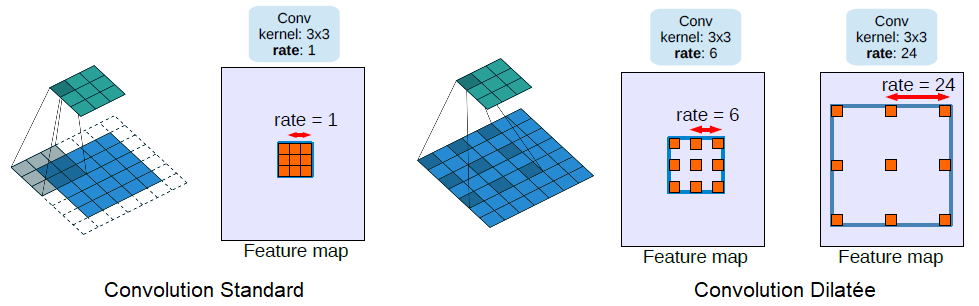 Conv
kernel: 3x3
rate: 1
rate = 1
Feature map
Convolution Standard
Conv
kernel: 3x3
rate: 6
rate = 6
Feature map
Conv
kernel: 3x3
rate: 24
rate = 24
Feature map
Convolution Dilatée